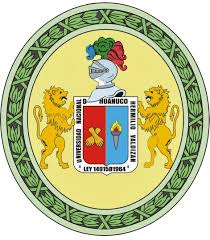 UNIVERSIDAD NACIONAL
HUANUCO
HERMILIO VALDIZAN
LEY 14915 1964